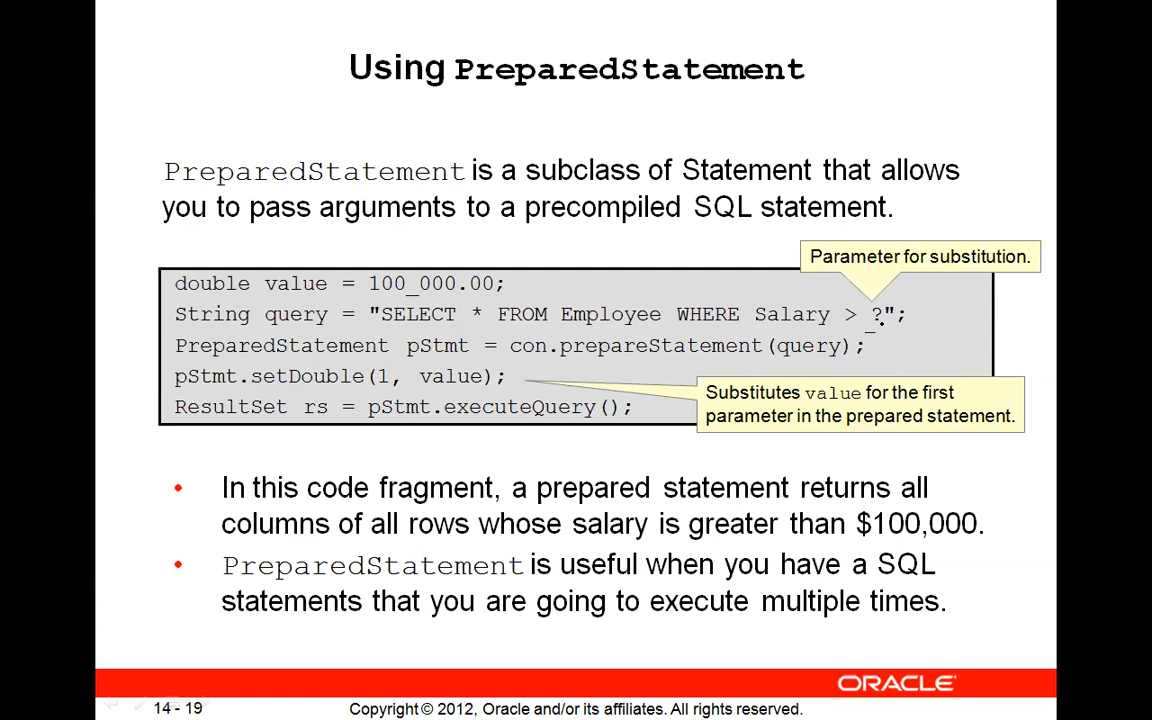 Using PreparedStatement
PreparedStatement is a subclass of Statement that allows
you to pass arguments to a precompiled SQL statement.
Parameter for substitution.
double value = 100_000.00;
String query = "SELECT * FROM Employee WHERE Salary > ?";
PreparedStatement pStmt = con.prepareStatement(query);
pStmt.setDouble(1, value);
Substitutes value for the first
parameter in the prepared statement.
ResultSet rs = pStmt.executeQuery();
• In this code fragment, a prepared statement returns all
columns of all rows whose salary is greater than $100,000.
• PreparedStatement is useful when you have a SQL
statements that you are going to execute multiple times.
ORACLE
14 - 19
Copyright © 2012, Oracle and/or its affiliates. All rights reserved.